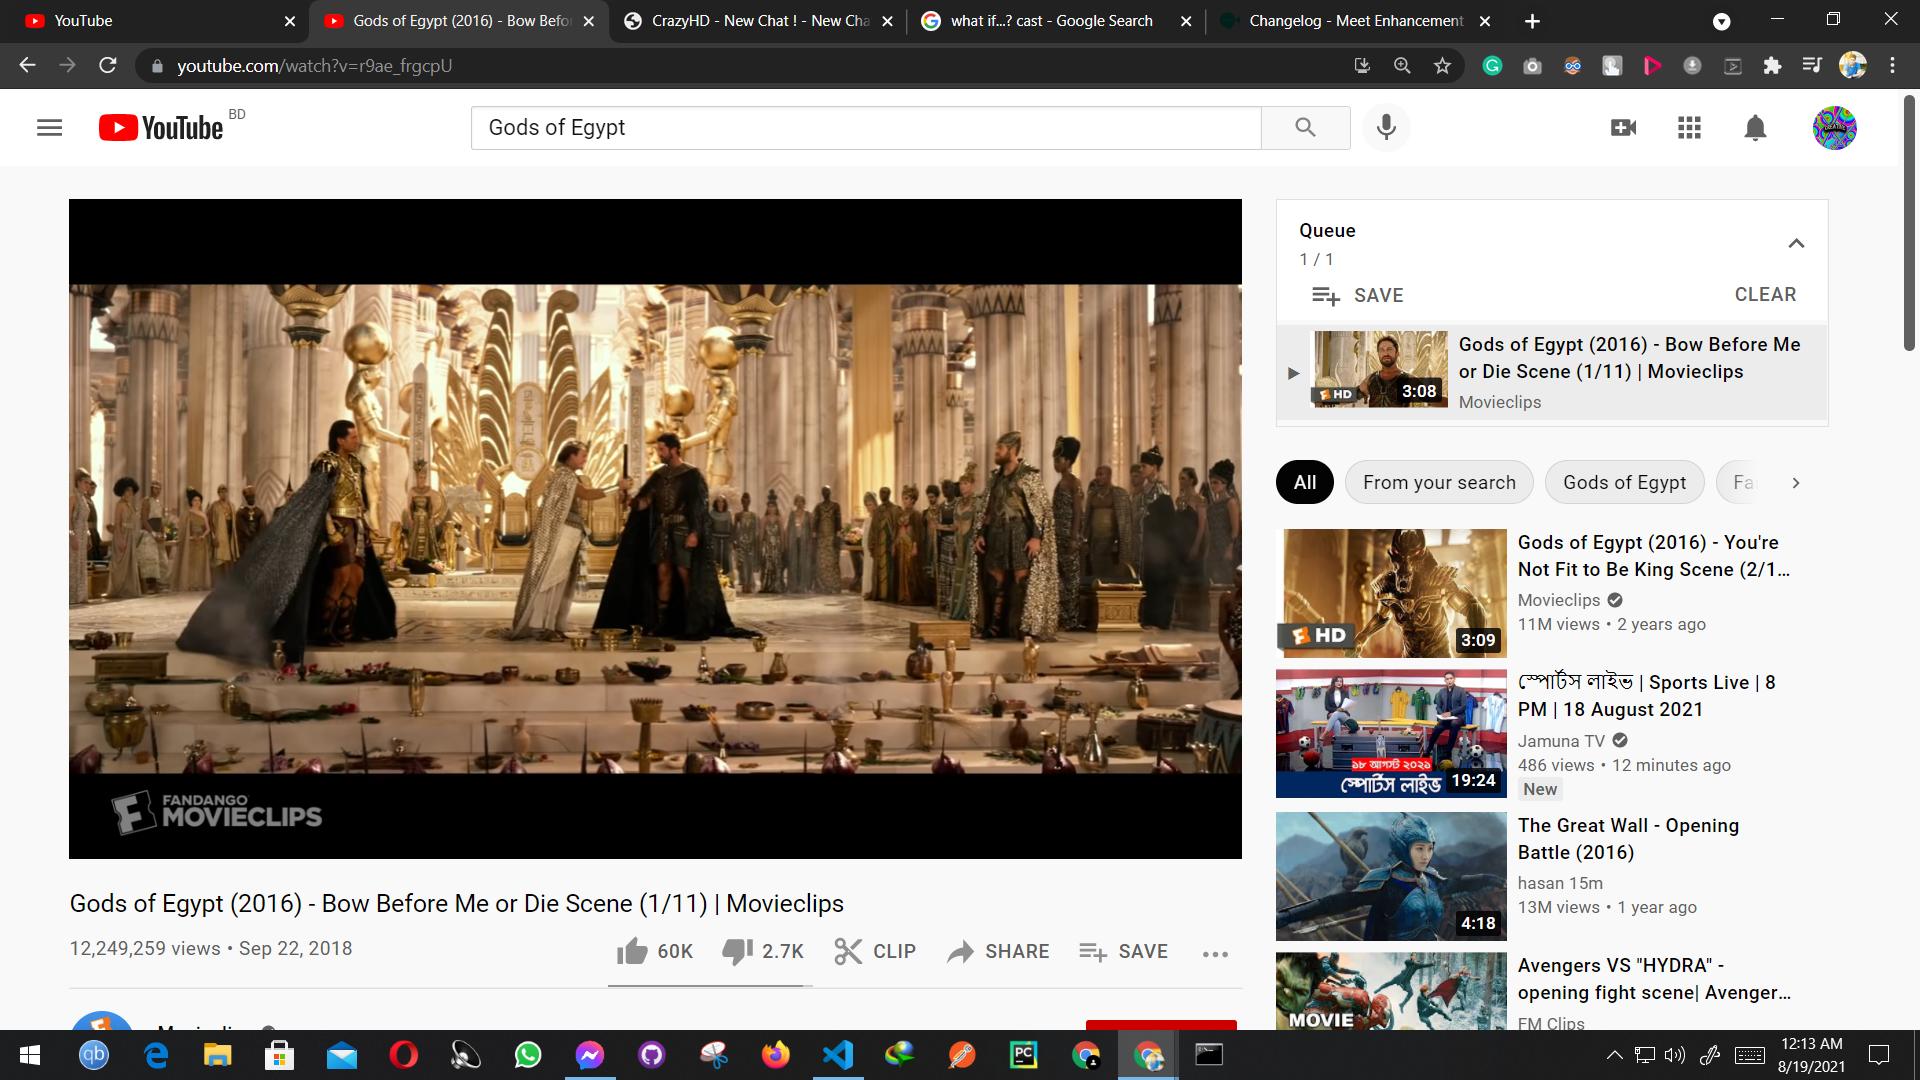 YouTube
Gods of Egypt (2016) - Bow Befo
CrazyHD - New Chat ! - New Cha
what if...? cast - Google Search
Changelog - Meet Enhancement
youtube.com/watch?v=r9ae_frgcpU
YouTube BD
Gods of Egypt
Queue
1 / 1
SAVE
CLEAR
Gods of Egypt (2016) - Bow Before Me
or Die Scene (1/11) | Movieclips
Movieclips
HD
3:08
All
From your search
Gods of Egypt
Fa
Gods of Egypt (2016) - You're
Not Fit to Be King Scene (2/1...
Movieclips
11M views • 2 years ago
HD
3:09
স্পোর্টস লাইভ | Sports Live | 8
PM | 18 August 2021
Jamuna TV
486 views • 12 minutes ago
New
১৮ আগস্ট ২০২১
স্পোর্টস লাইভ
19:24
The Great Wall - Opening
Battle (2016)
hasan 15m
13M views • 1 year ago
4:18
Avengers VS "HYDRA" -
opening fight scene| Avenger...
FM Clips
MOVIE
FANDANGO
MOVIECLIPS
Gods of Egypt (2016) - Bow Before Me or Die Scene (1/11) | Movieclips
12,249,259 views • Sep 22, 2018
60K
2.7K
CLIP
SHARE
SAVE
qb
PC
12:13 AM
8/19/2021